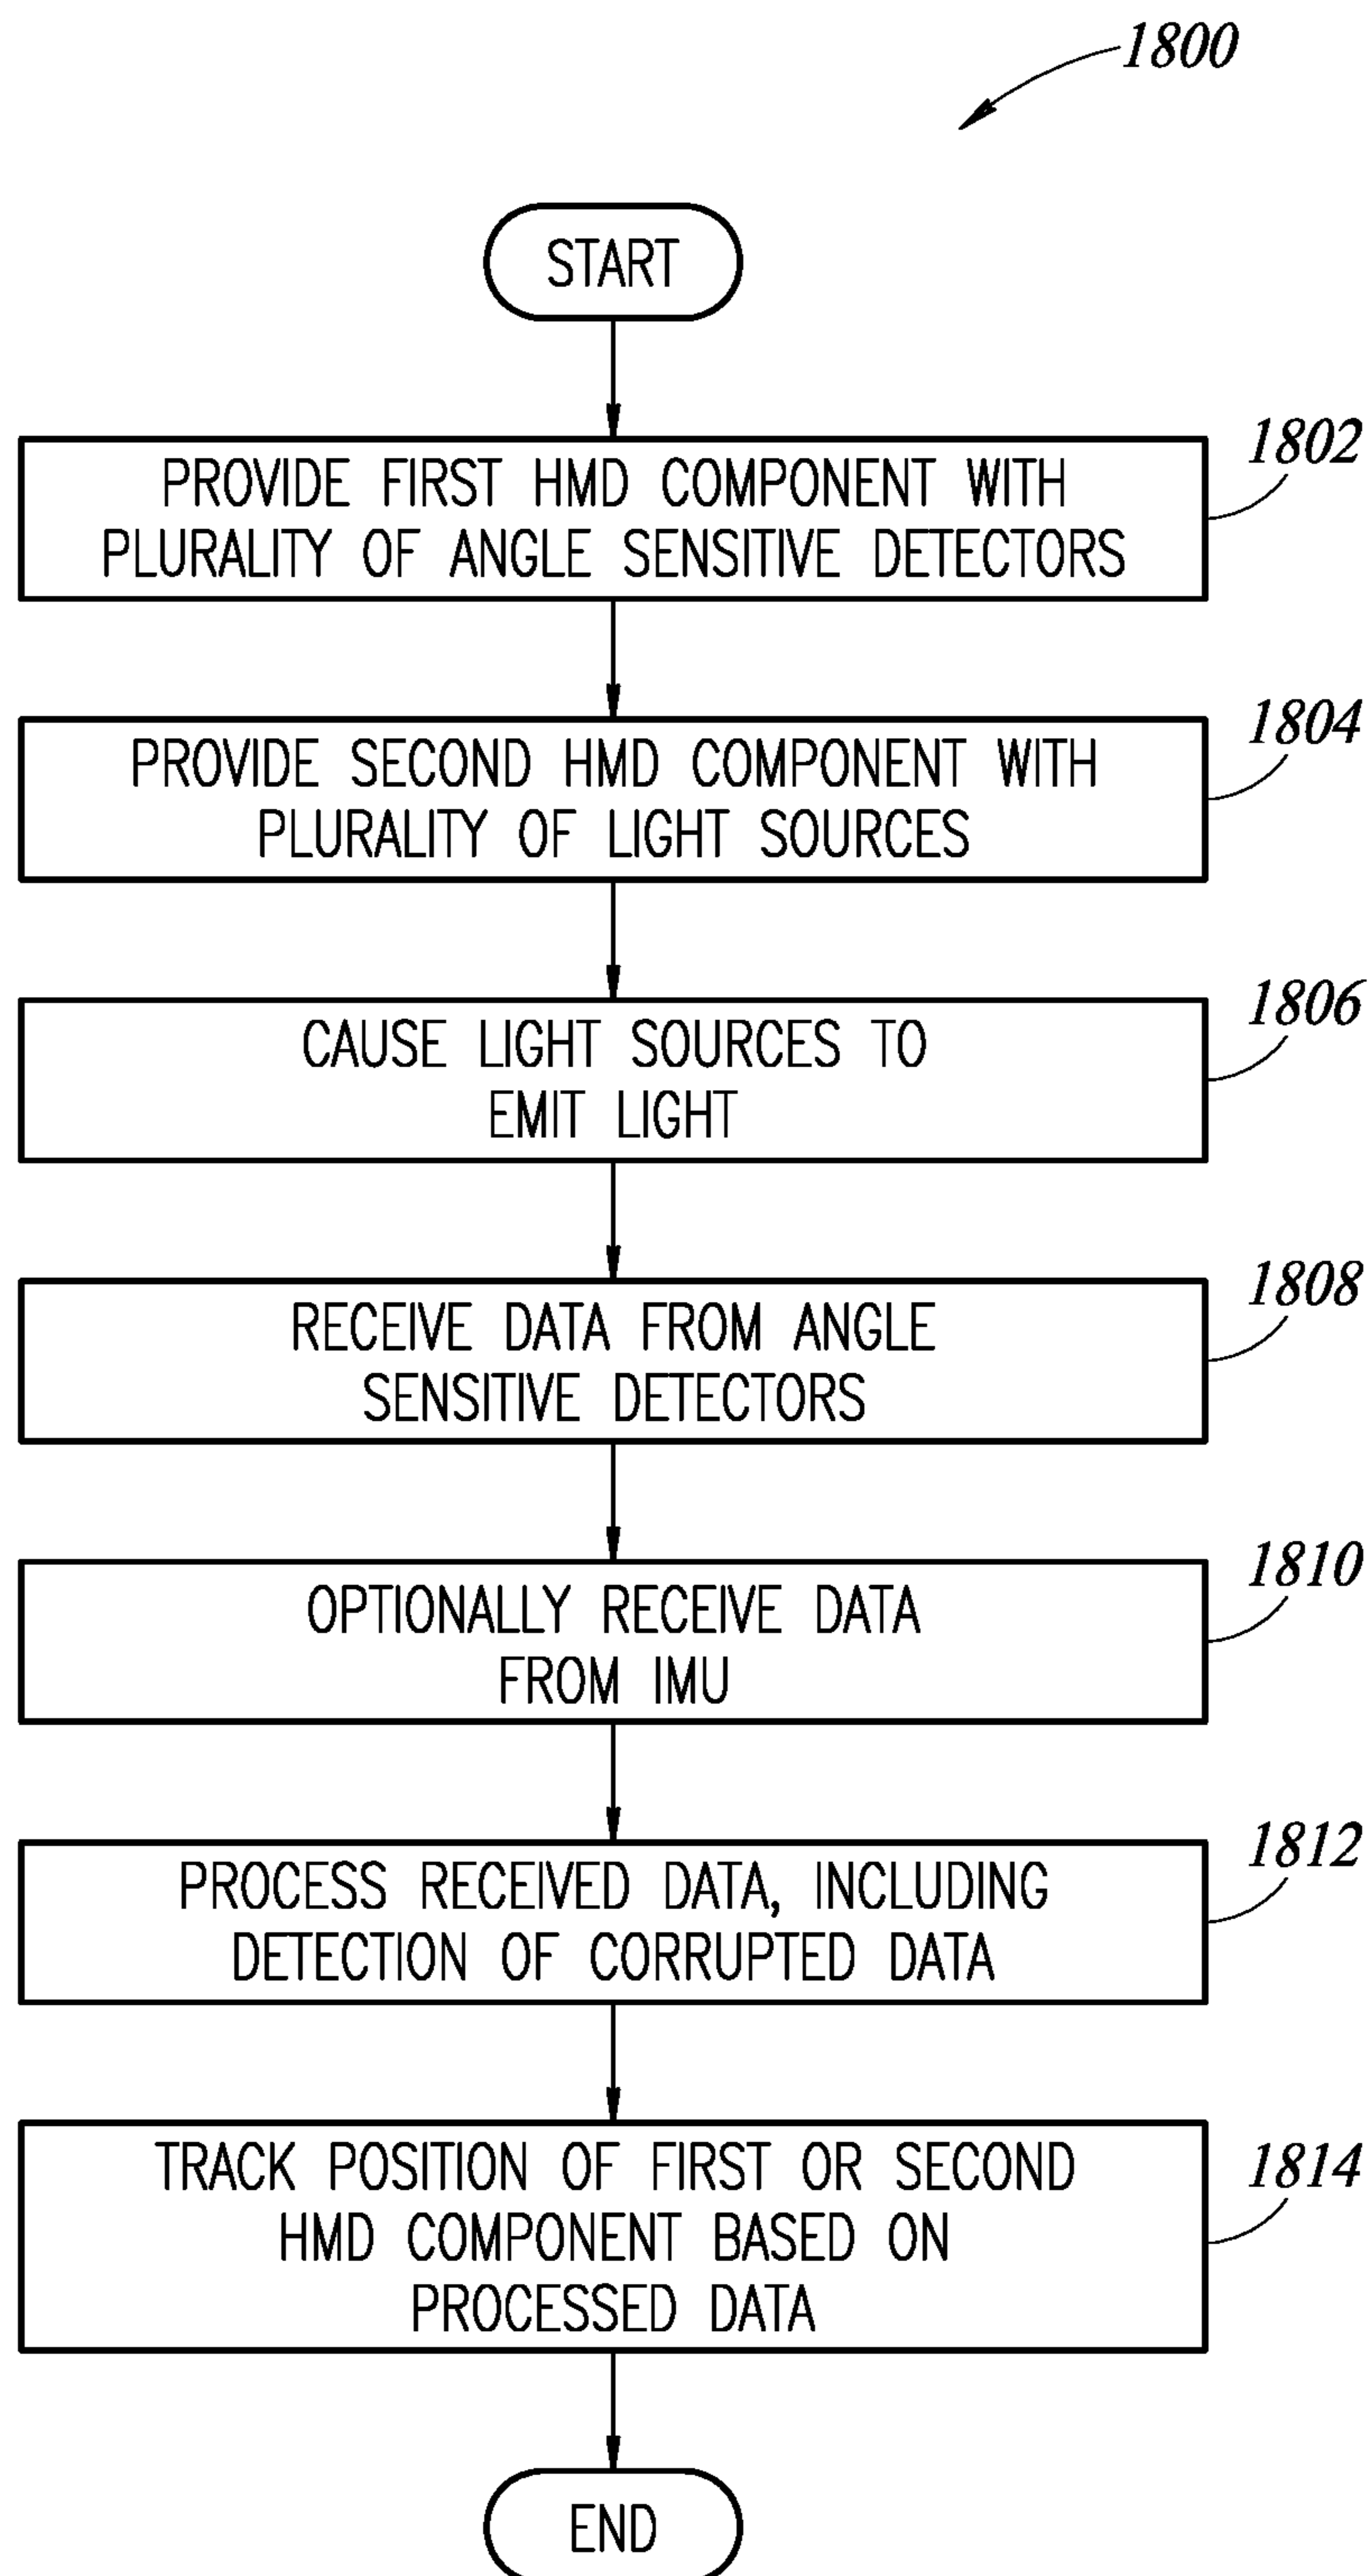 1800
START
PROVIDE FIRST HMD COMPONENT WITH
PLURALITY OF ANGLE SENSITIVE DETECTORS
1802
PROVIDE SECOND HMD COMPONENT WITH
PLURALITY OF LIGHT SOURCES
1804
CAUSE LIGHT SOURCES TO
EMIT LIGHT
1806
RECEIVE DATA FROM ANGLE
SENSITIVE DETECTORS
1808
OPTIONALLY RECEIVE DATA
FROM IMU
1810
PROCESS RECEIVED DATA, INCLUDING
DETECTION OF CORRUPTED DATA
1812
TRACK POSITION OF FIRST OR SECOND
HMD COMPONENT BASED ON
PROCESSED DATA
1814
END